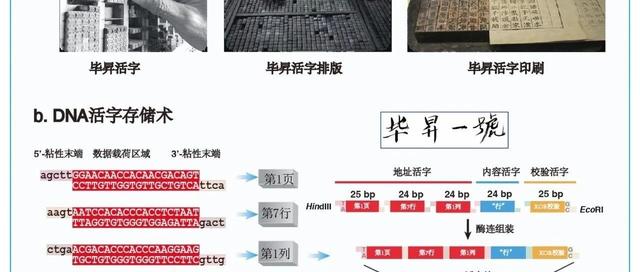 毕昇活字
毕昇活字排版
毕昇活字印刷
b. DNA活字存储术
毕昇一號
5'-粘性末端 数据载荷区域 3'-粘性末端
agcttGGAACAACCACAACGACAGT
CCTTGTTGGTGTTGCTGTCAttca
第1页
aagtAATCCACACCCACCTCTAAT
TTAGGTGTGGGTGGAGATTAgact
第7行
ctgaACGACACCCACCCAAGGAAG
TGCTGTGGGTGGGTTCCTTCgttg
第1列
地址活字 内容活字 校验活字
25 bp 24 bp 24 bp 24 bp 25 bp
HindIII 第1页 第7行 第1列 "行" XOR校验 EcoRI
酶连组装
第1页 第7行 第1列 "行" XOR校验